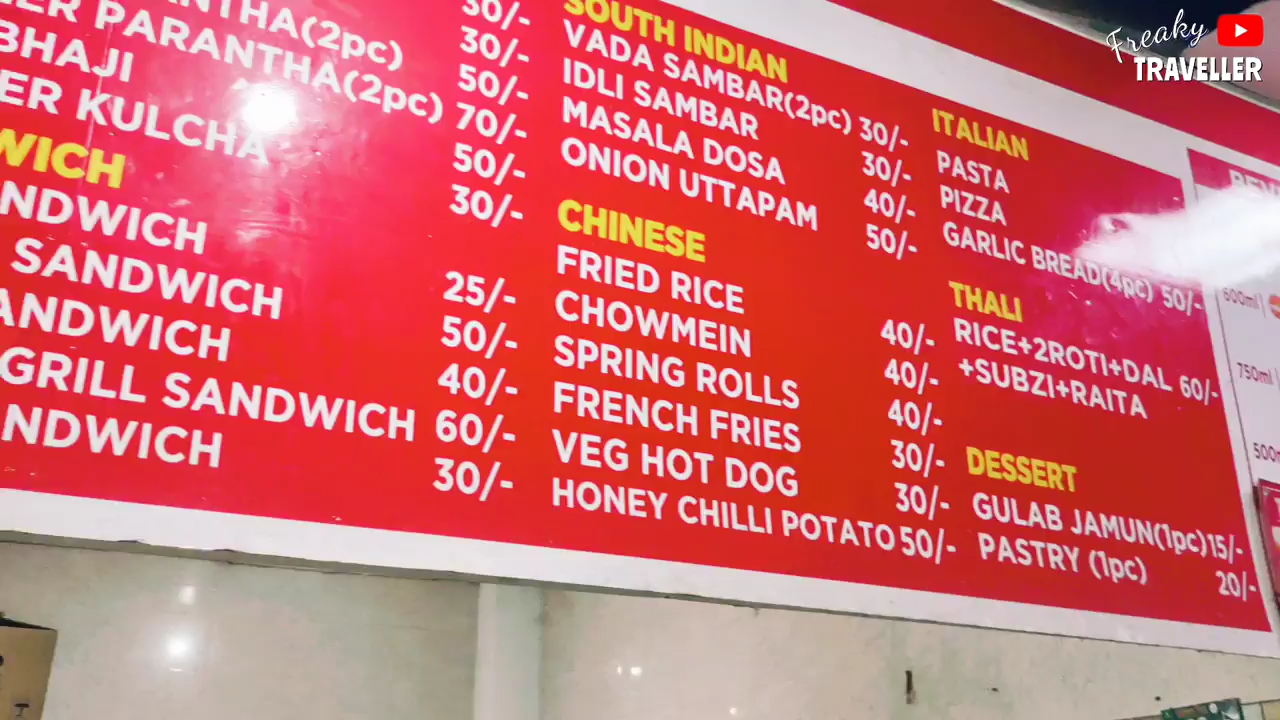 ANTHA(2pc) 30/-
ER PARANTHA(2pc) 30/-
BHAJI 50/-
ER KULCHA 70/-
50/-
WICH
NDWICH 30/-
SANDWICH 25/-
ANDWICH 50/-
GRILL SANDWICH 40/-
NDWICH 60/-
30/-
SOUTH INDIAN
VADA SAMBAR(2pc) 30/-
IDLI SAMBAR 30/-
MASALA DOSA 40/-
ONION UTTAPAM 50/-
CHINESE
FRIED RICE 40/-
CHOWMEIN 40/-
SPRING ROLLS 40/-
FRENCH FRIES 30/-
VEG HOT DOG 30/-
HONEY CHILLI POTATO 50/-
ITALIAN
PASTA
PIZZA
GARLIC BREAD(4pc) 50/-
THALI
RICE+2ROTI+DAL 60/-
+SUBZI+RAITA
DESSERT
GULAB JAMUN(1pc) 15/-
PASTRY (1pc) 20/-
600ml
750ml
Freaky
TRAVELLER